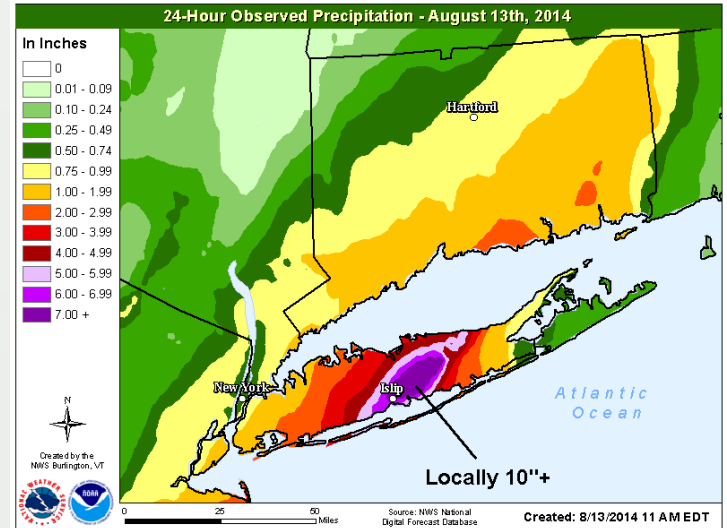 24-Hour Observed Precipitation - August 13th, 2014
In Inches
0
0.01 - 0.09
0.10 - 0.24
0.25 - 0.49
0.50 - 0.74
0.75 - 0.99
1.00 - 1.99
2.00 - 2.99
3.00 - 3.99
4.00 - 4.99
5.00 - 5.99
6.00 - 6.99
7.00 +
Hartford
New York
Islip
Atlantic
Ocean
Locally 10"+
N
Created by the
NWS Burlington, VT
NATIONAL WEATHER SERVICE
NOAA
0 25 50
Miles
Source: NWS National
Digital Forecast Database
Created: 8/13/2014 11 AM EDT